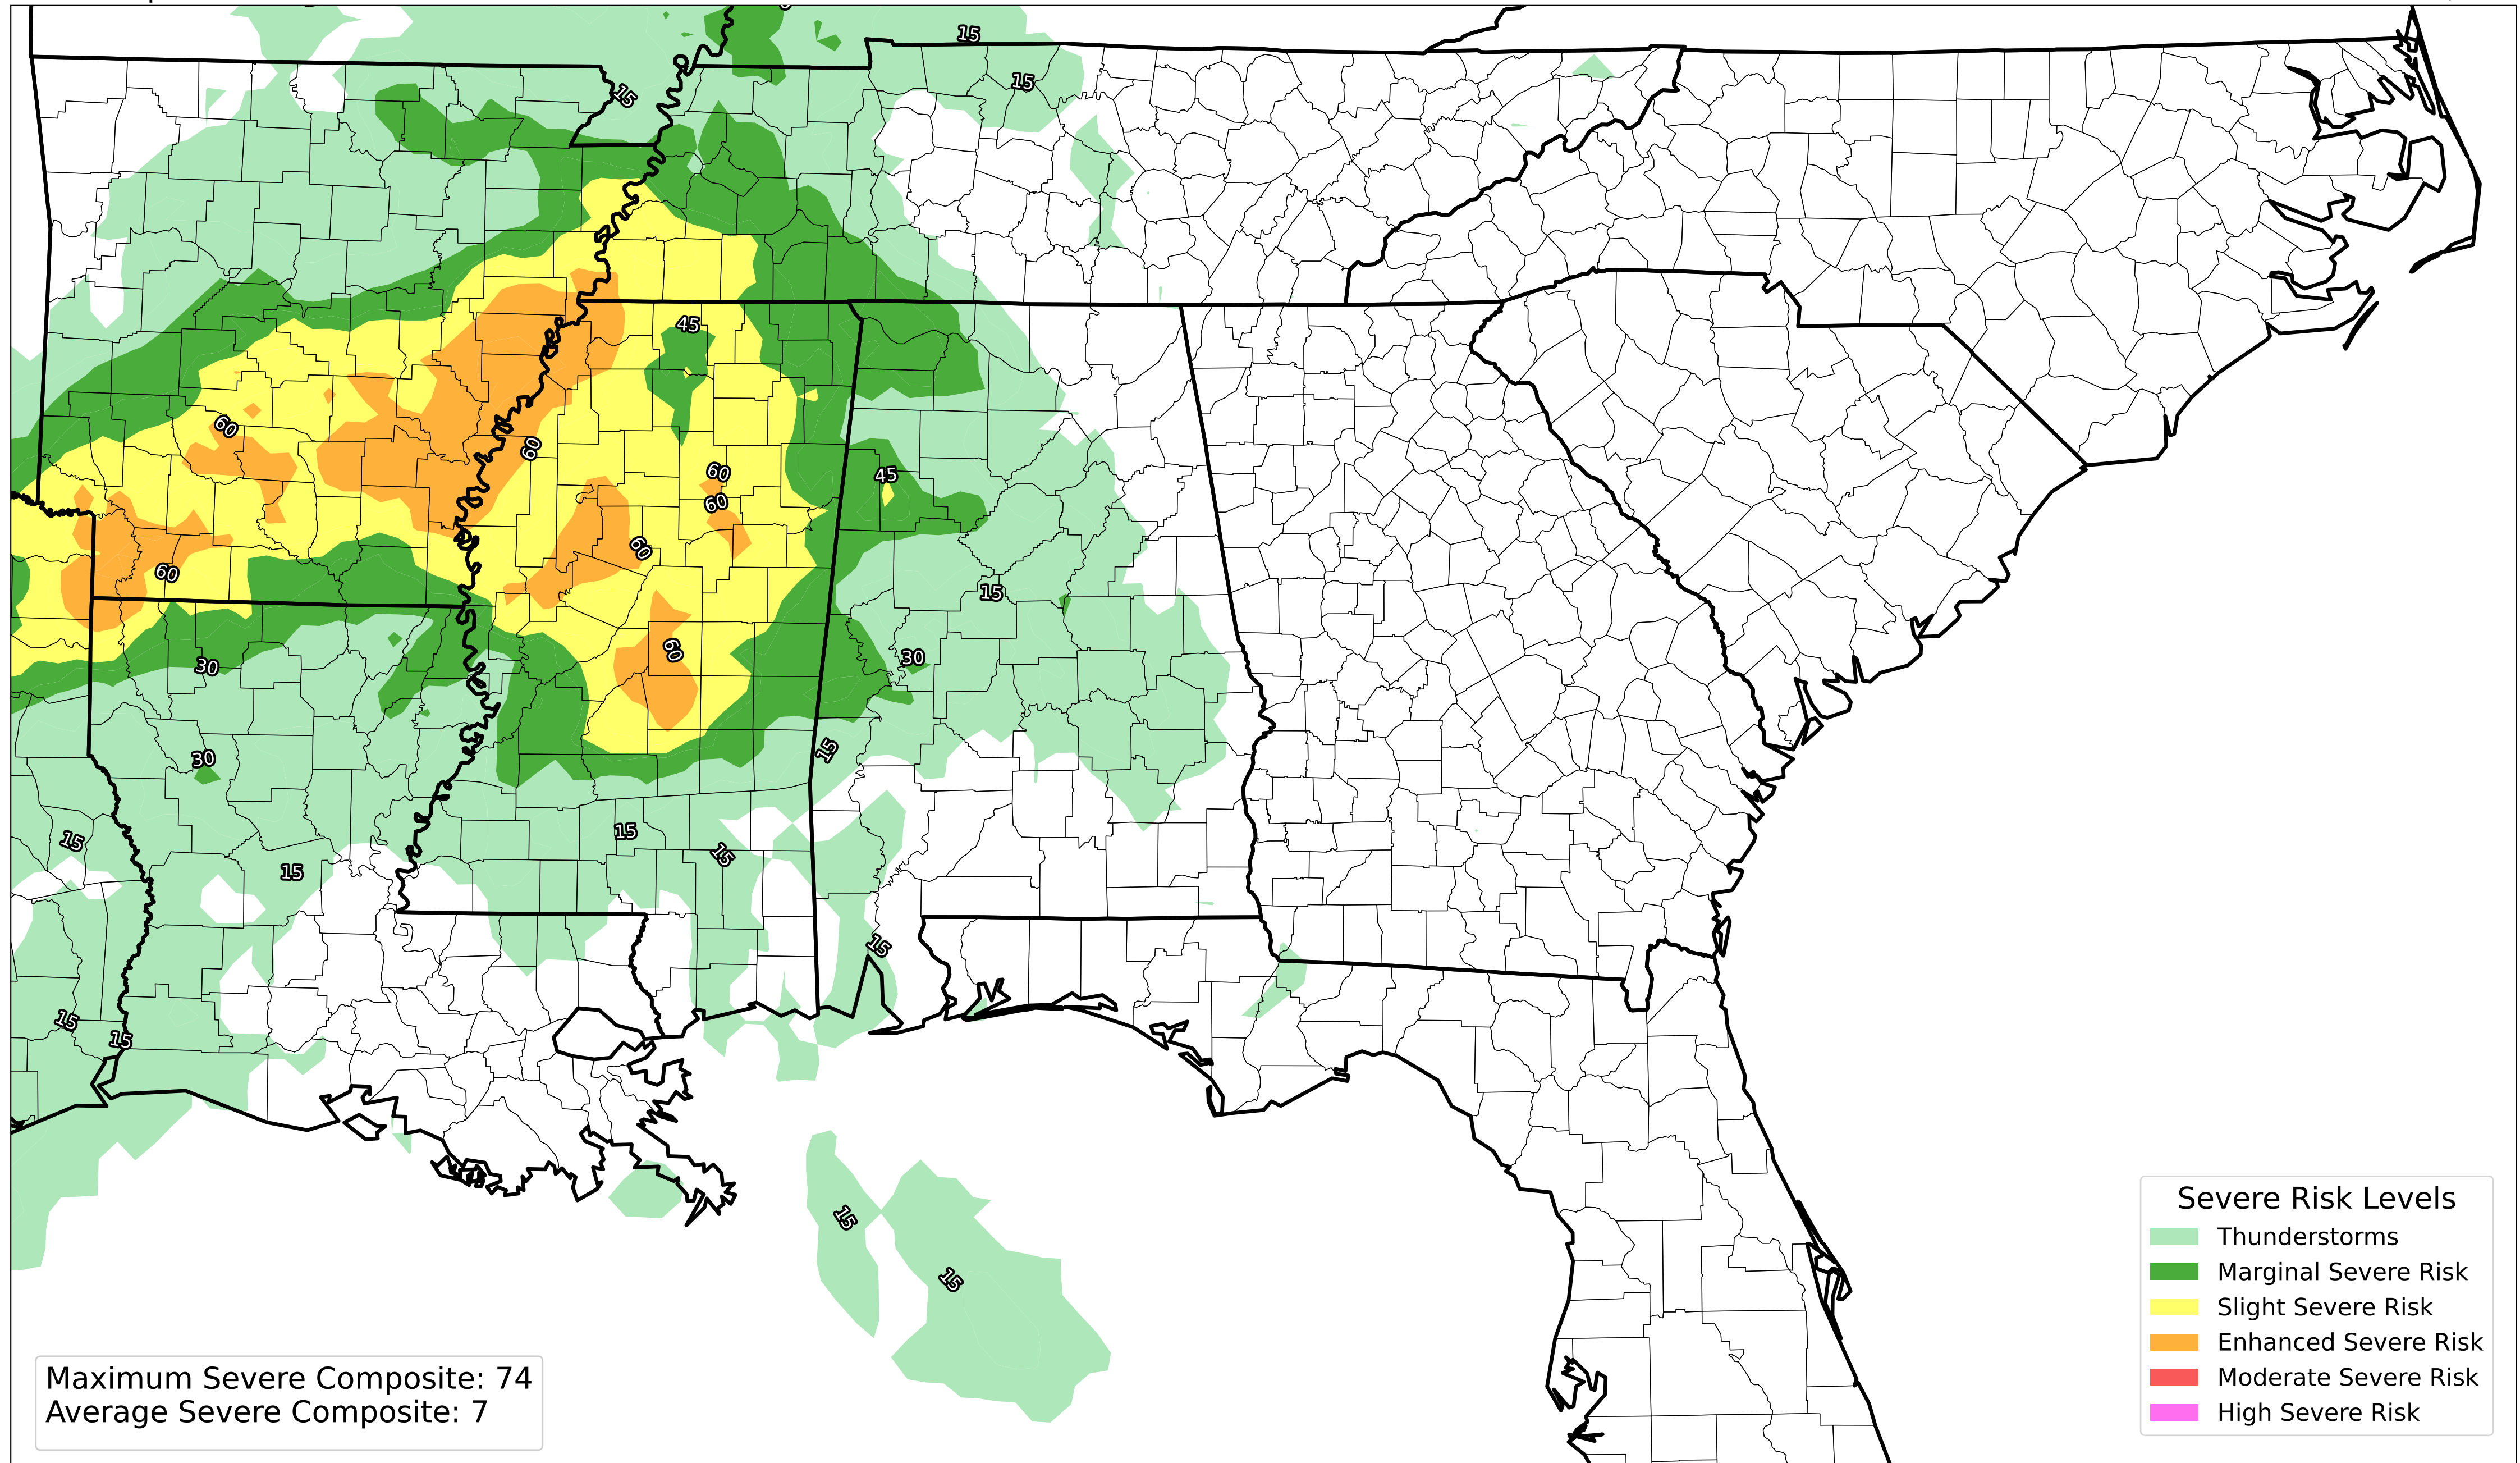 15
15
15
45
60
60
60
45
60
60
60
15
60
30
30
15
30
15
15
15
15
15
15
15
15
15
Severe Risk Levels
Thunderstorms
Marginal Severe Risk
Slight Severe Risk
Enhanced Severe Risk
Moderate Severe Risk
High Severe Risk
Maximum Severe Composite: 74
Average Severe Composite: 7